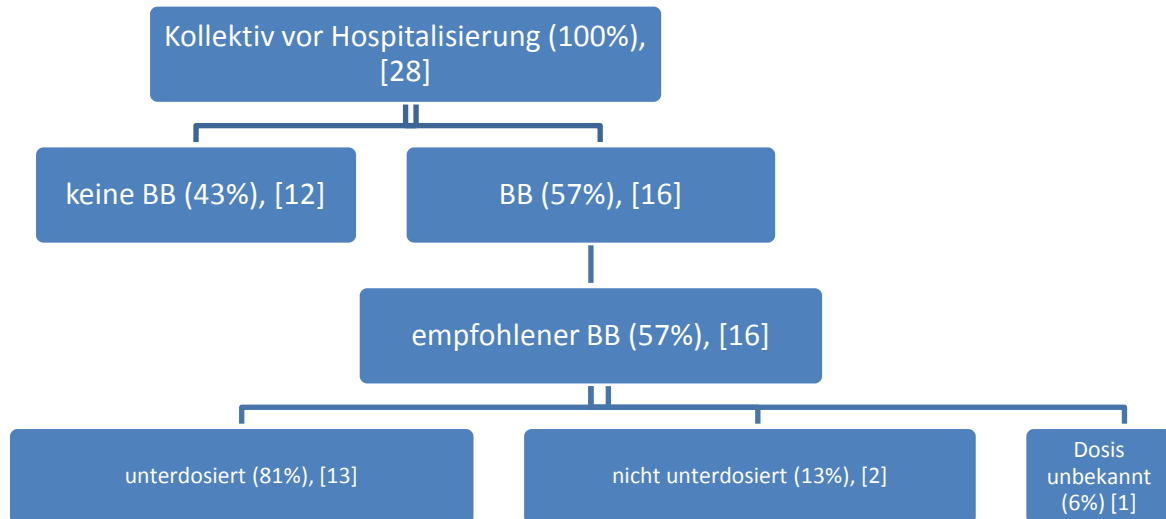 Kollektiv vor Hospitalisierung (100%),
[28]
keine BB (43%), [12]
BB (57%), [16]
empfohlener BB (57%), [16]
unterdosiert (81%), [13]
nicht unterdosiert (13%), [2]
Dosis
unbekannt
(6%) [1]